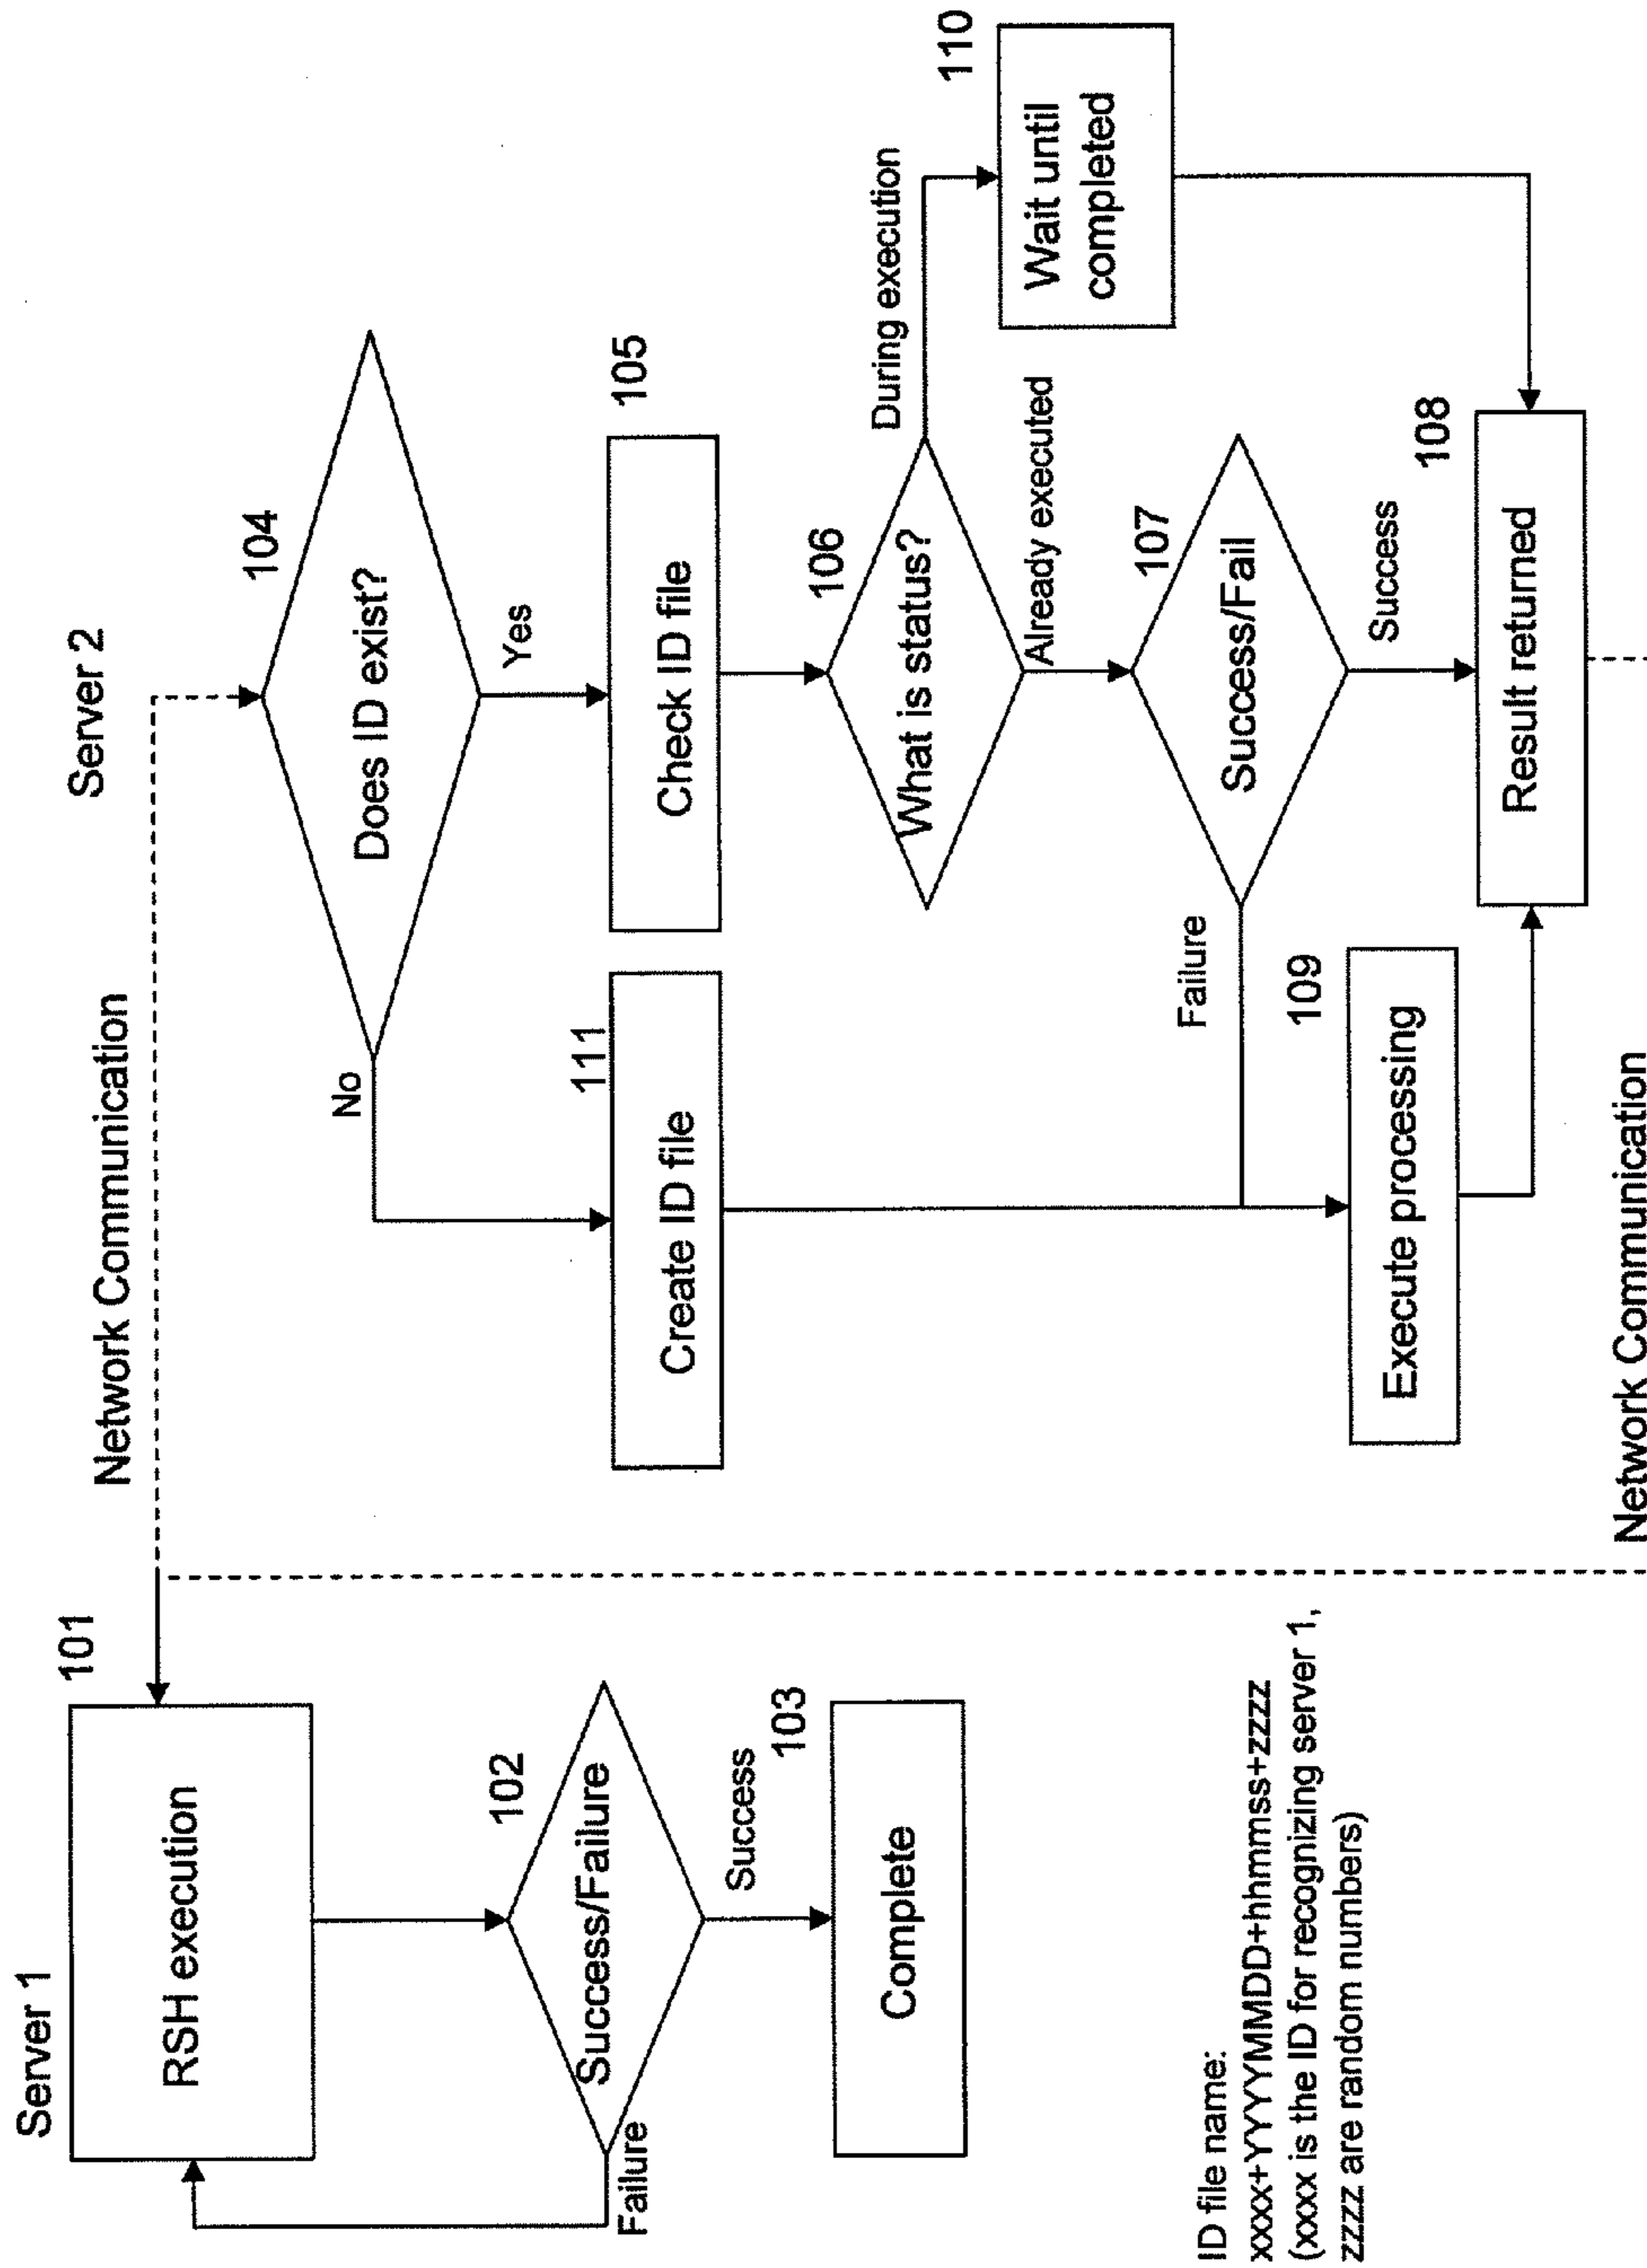 Server 1
101
RSH execution
102
Success/Failure
Failure
Success
103
Complete
ID file name:
xxxx+YYYYMMDD+hhmmss+zzzz
(xxxx is the ID for recognizing server 1,
zzzz are random numbers)
Network Communication
Server 2
104
Does ID exist?
No
Yes
111
Create ID file
105
Check ID file
106
What is status?
During execution
110
Wait until
completed
Already executed
107
Success/Fail
Failure
Success
109
Execute processing
108
Result returned
Network Communication